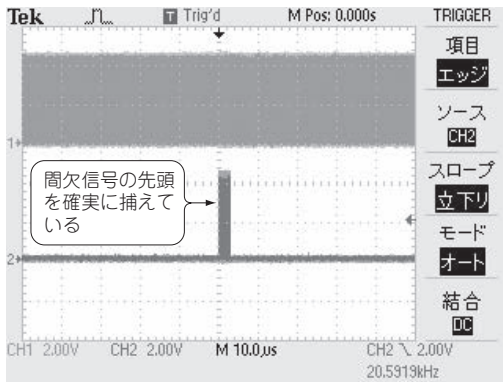 Tek
T Trig'd
M Pos: 0.000s
TRIGGER
項目
エッジ
ソース
CH2
スロープ
立下り
モード
オート
結合
DC
1
間欠信号の先頭
を確実に捕えて
いる
2
CH1 2.00V CH2 2.00V M 10.0µs CH2 2.00V
20.5919kHz